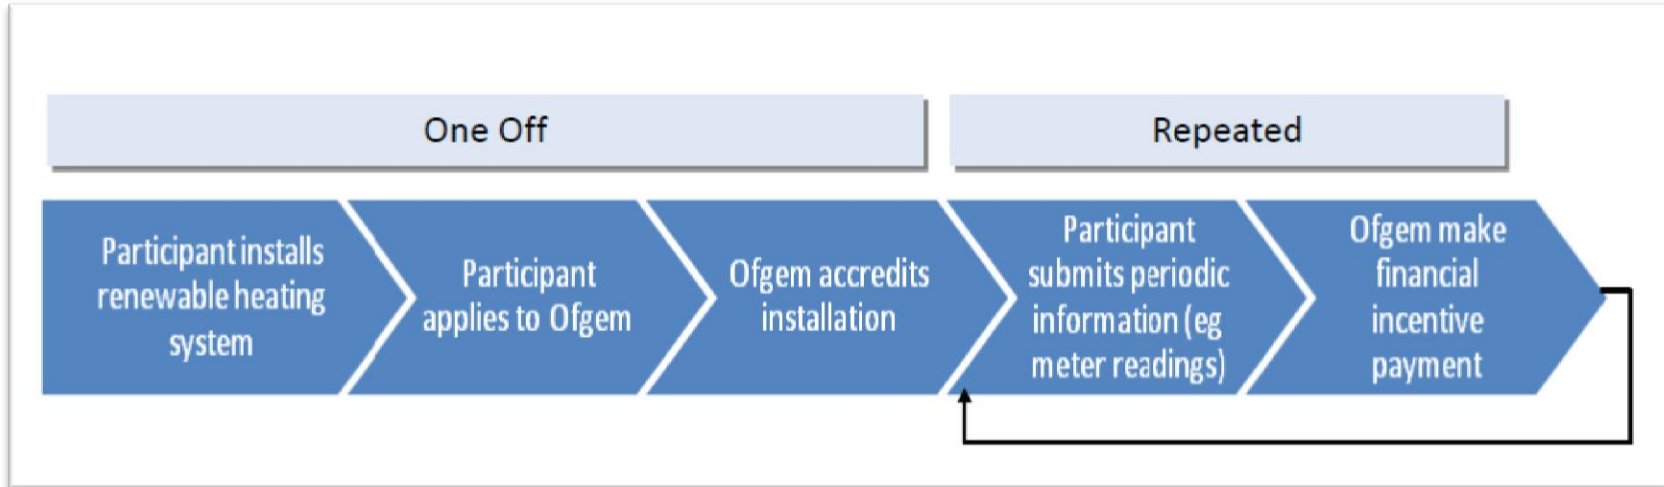 One Off
Repeated
Participant installs
renewable heating
system
Participant
applies to Ofgem
Ofgem accredits
installation
Participant
submits periodic
information (eg
meter readings)
Ofgem make
financial
incentive
payment